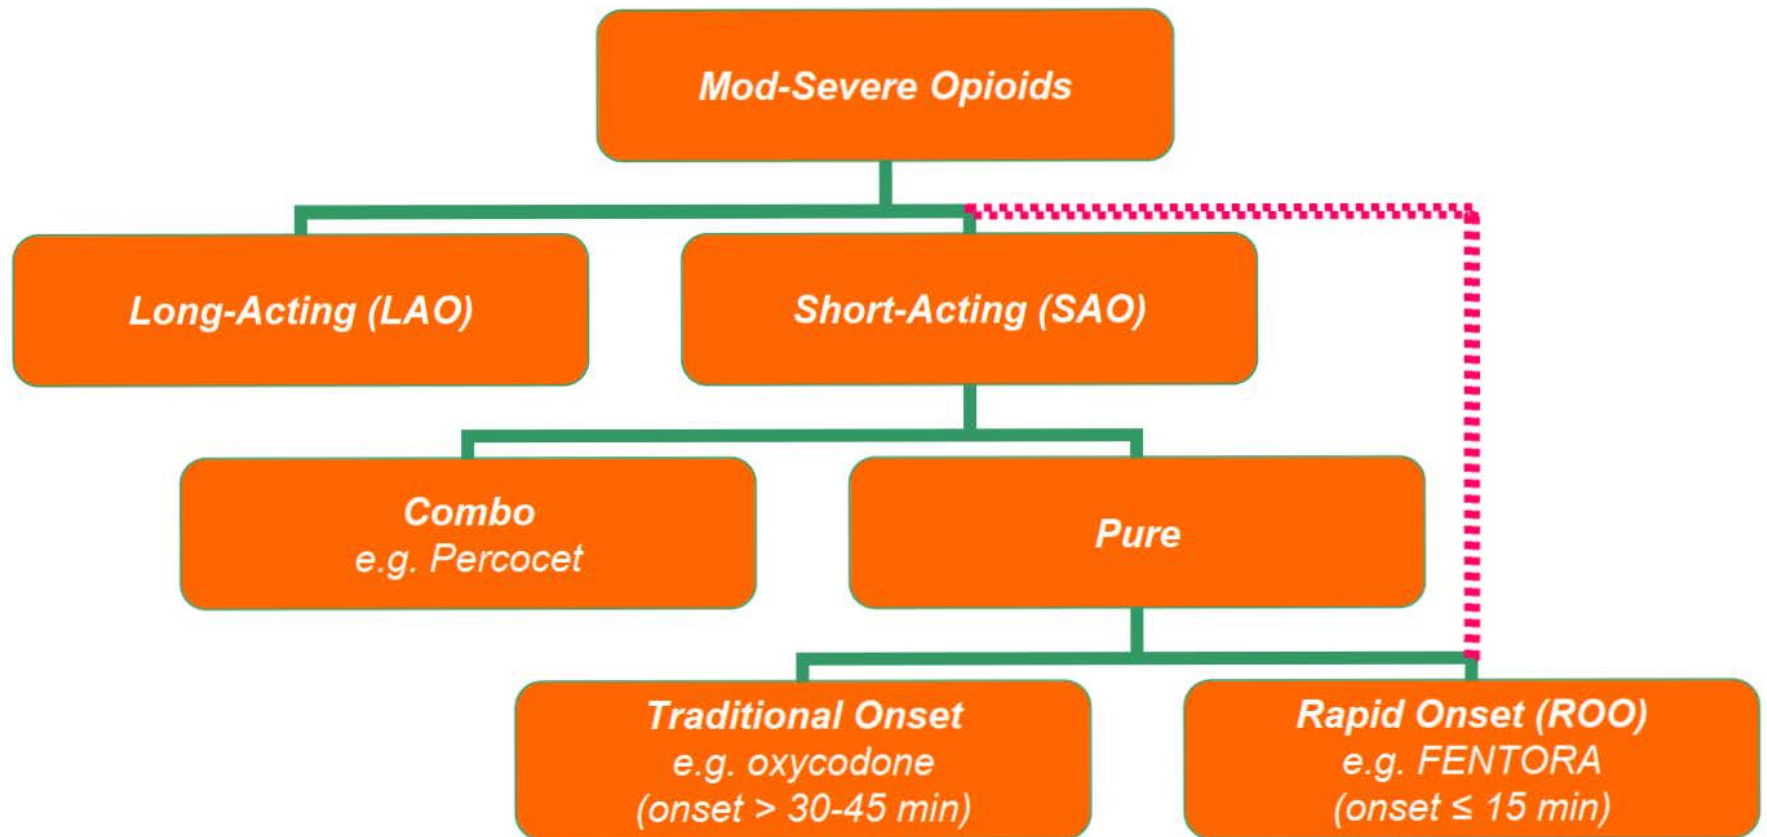 Mod-Severe Opioids
Long-Acting (LAO)
Short-Acting (SAO)
Combo
e.g. Percocet
Pure
Traditional Onset
e.g. oxycodone
(onset > 30-45 min)
Rapid Onset (ROO)
e.g. FENTORA
(onset ≤ 15 min)